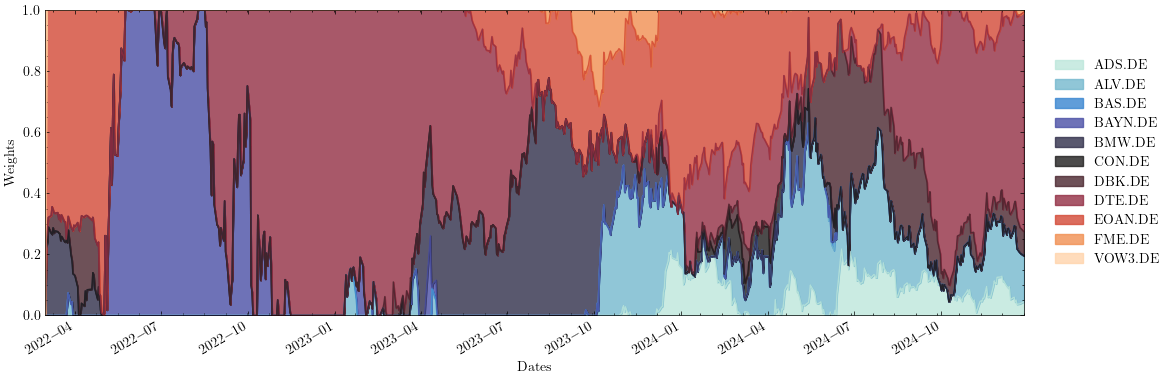 1.0
0.8
0.6
0.4
0.2
0.0
Weights
2022−01
2022−04
2022−07
2022−10
2023−01
2023−04
2023−07
2023−10
2024−01
2024−04
2024−07
2024−10
Dates
ADS.DE
ALV.DE
BAS.DE
BAYN.DE
BMW.DE
CON.DE
DBK.DE
DTE.DE
EOAN.DE
FME.DE
VOW3.DE